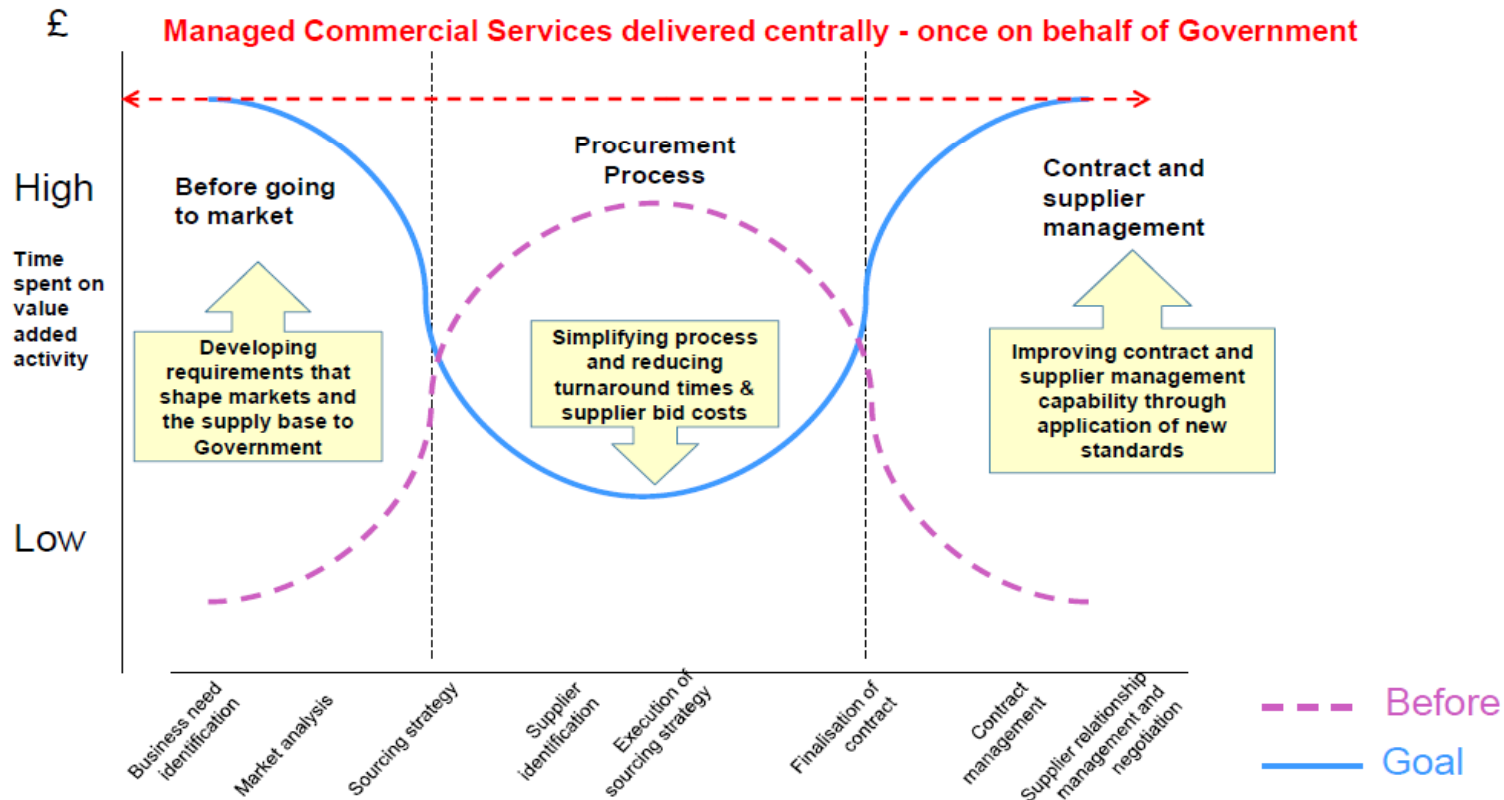 £
Managed Commercial Services delivered centrally - once on behalf of Government
High
Time
spent on
value
added
activity
Low
Before going
to market
Developing
requirements that
shape markets and
the supply base to
Government
Procurement
Process
Simplifying process
and reducing
turnaround times &
supplier bid costs
Contract and
supplier
management
Improving contract and
supplier management
capability through
application of new
standards
Business need
identification
Market analysis
Sourcing strategy
Supplier
identification
Execution of
sourcing strategy
Finalisation of
contract
Contract
management
Supplier relationship
management and
negotiation
Before
Goal